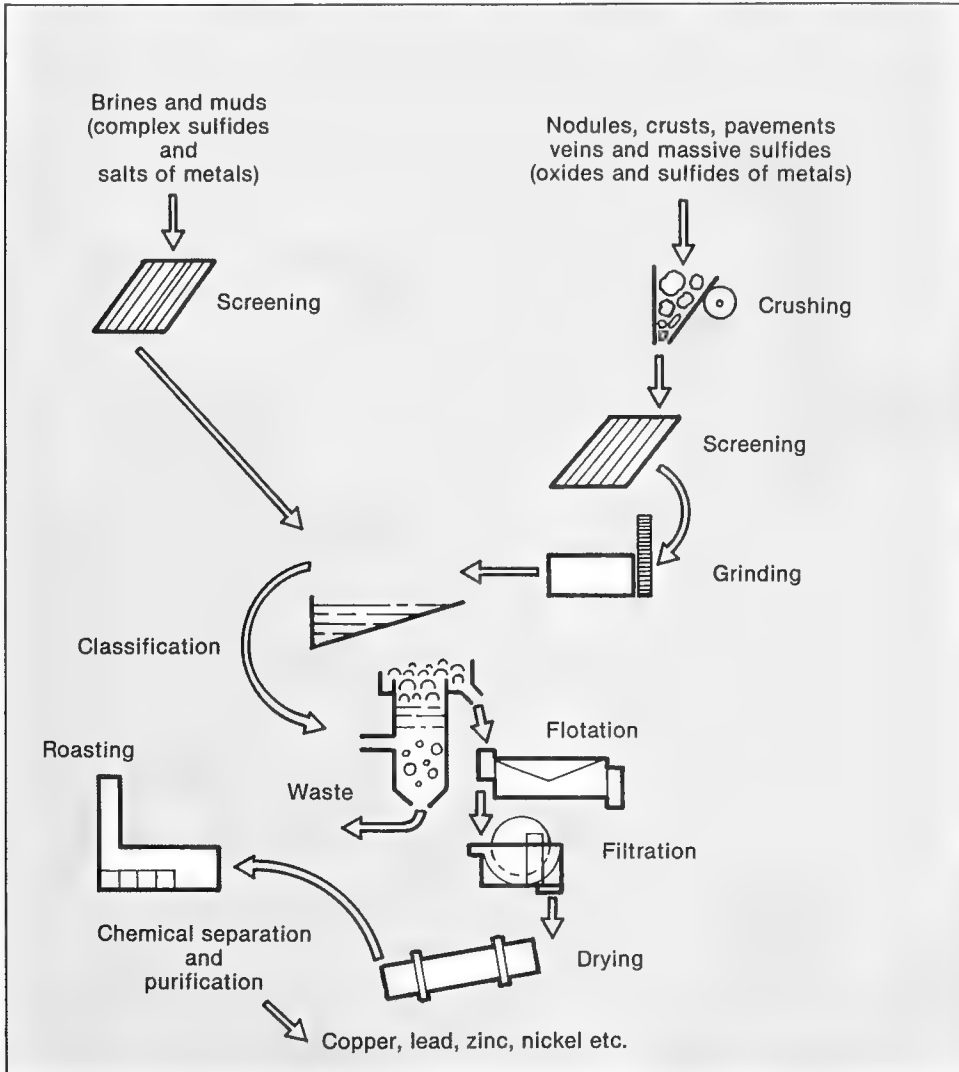 Brines and muds
(complex sulfides
and
salts of metals)
Nodules, crusts, pavements
veins and massive sulfides
(oxides and sulfides of metals)
Screening
Crushing
Screening
Grinding
Classification
Flotation
Roasting
Waste
Filtration
Chemical separation
and
purification
Drying
Copper, lead, zinc, nickel etc.